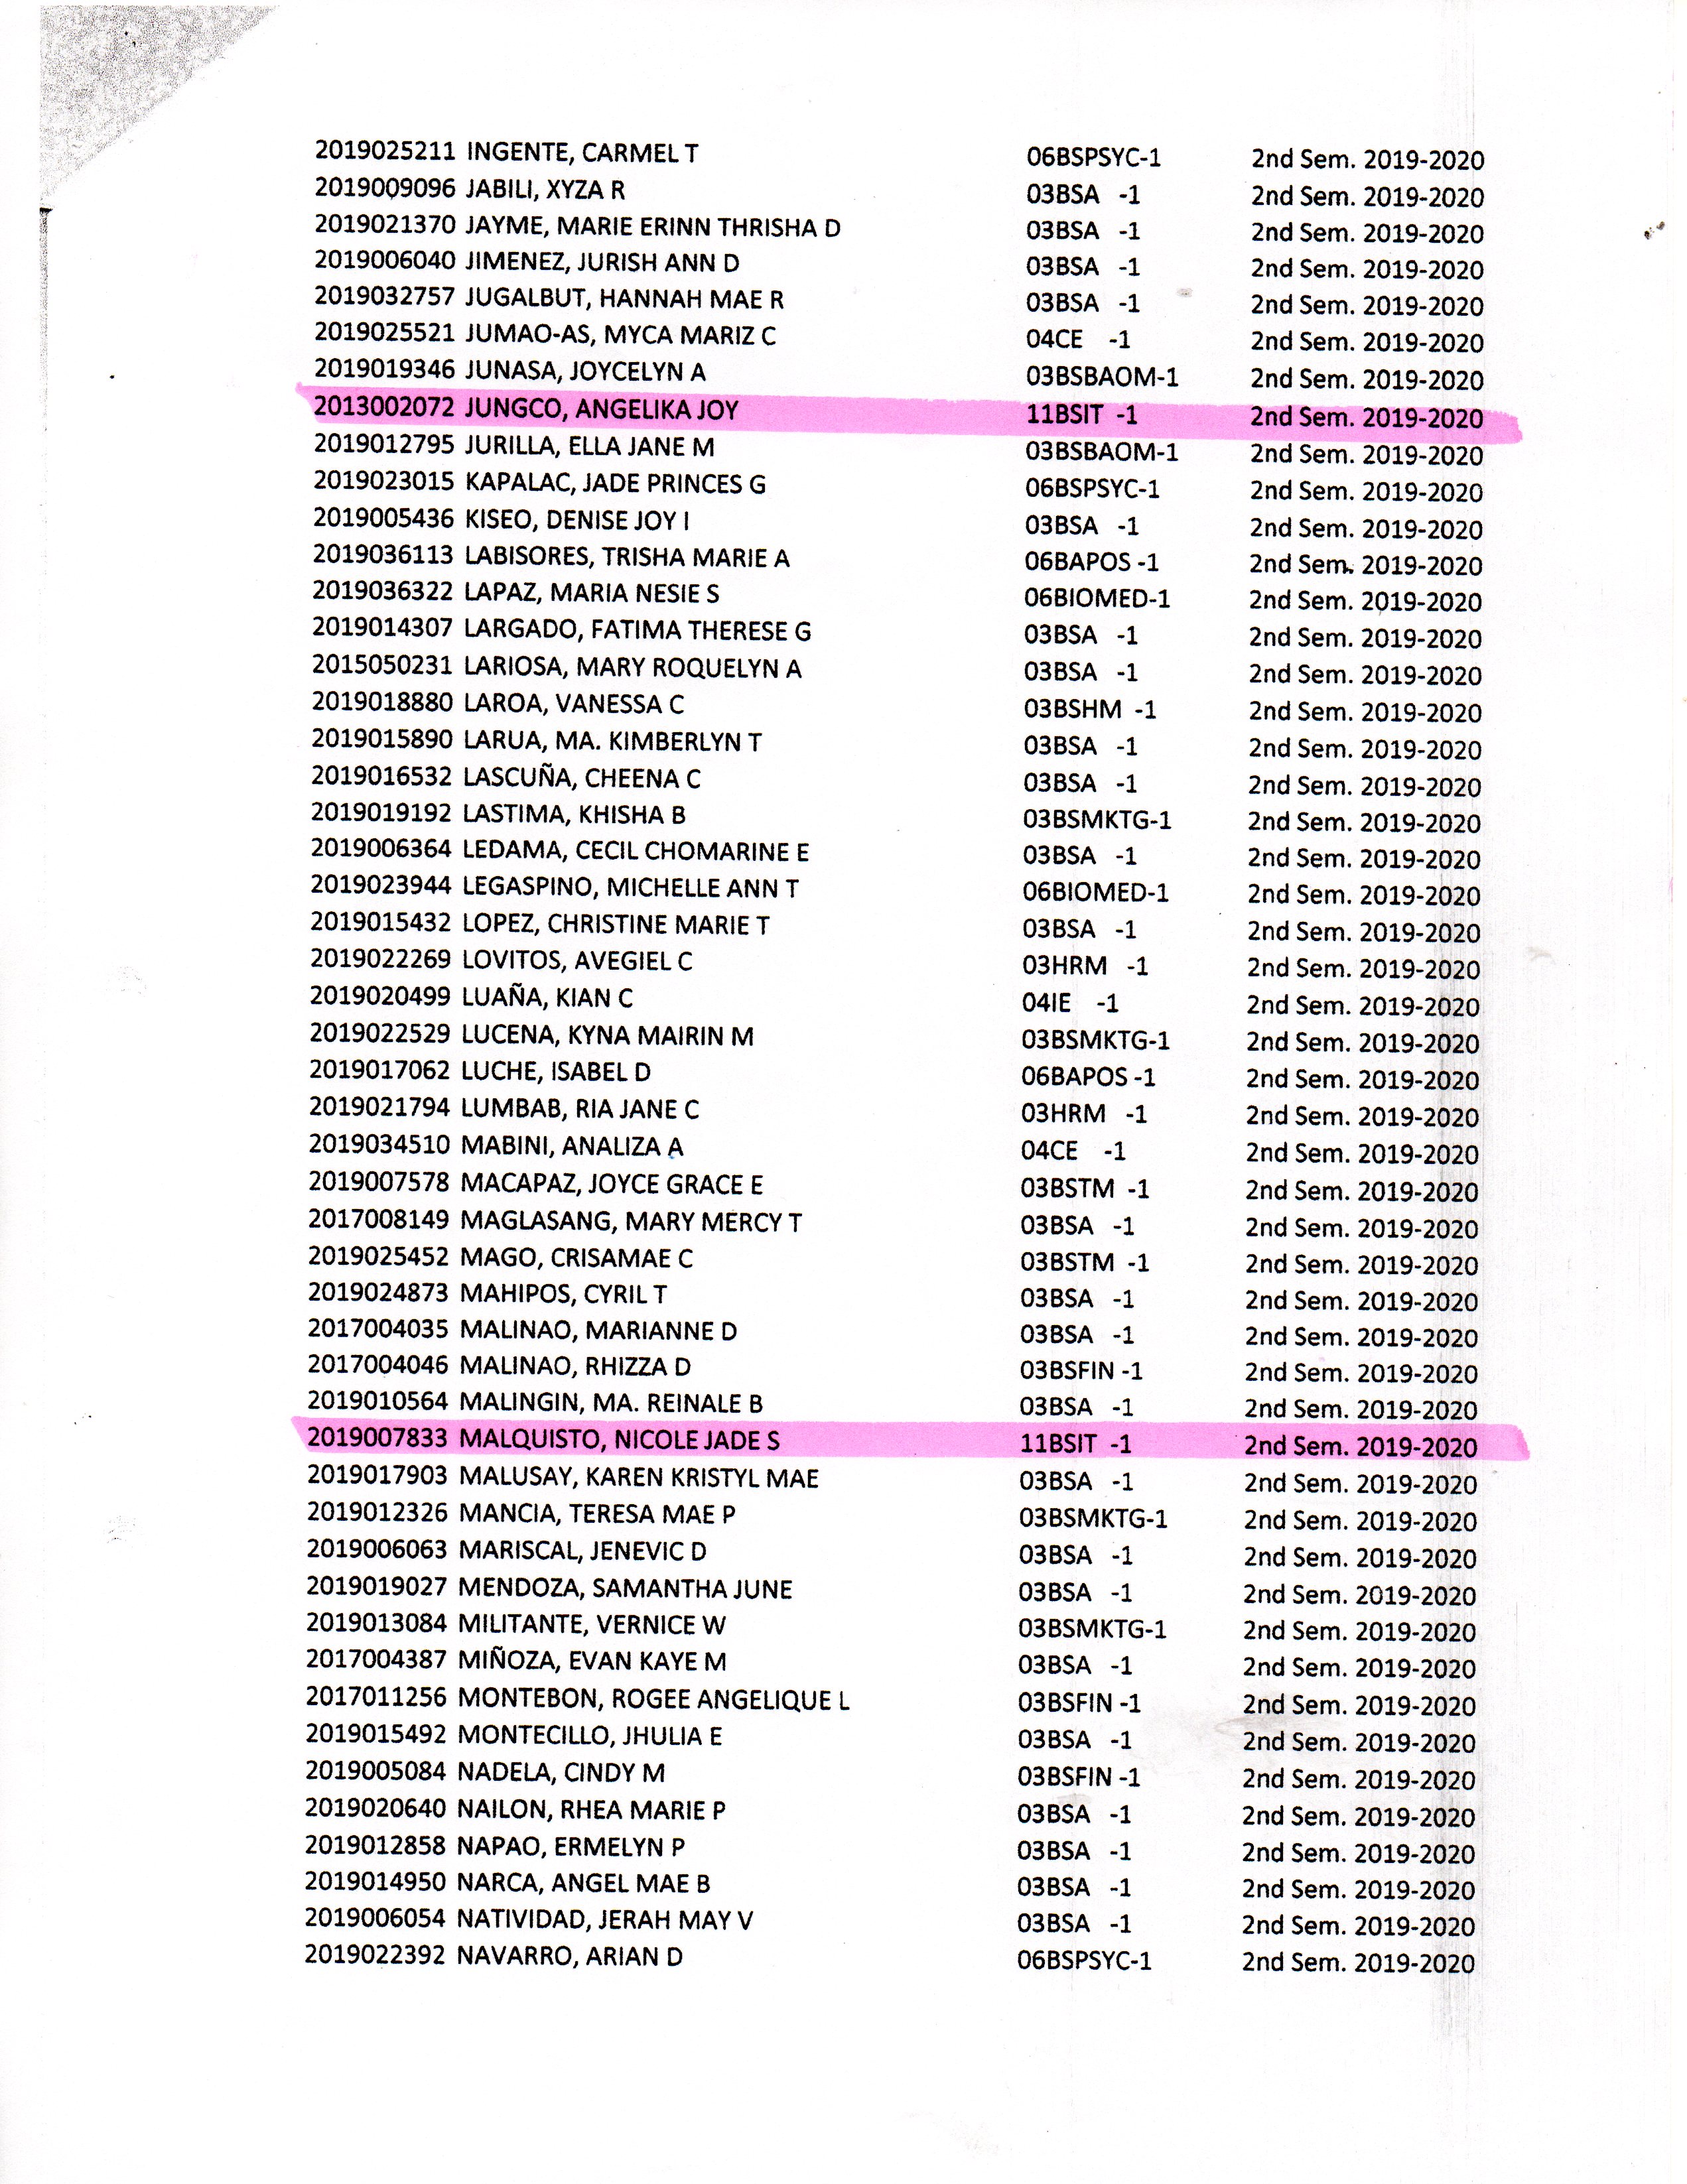 2019025211 INGENTE, CARMEL T 06BSPSYC-1 2nd Sem. 2019-2020
2019009096 JABILI, XYZA R 03BSA -1 2nd Sem. 2019-2020
2019021370 JAYME, MARIE ERINN THRISHA D 03BSA -1 2nd Sem. 2019-2020
2019006040 JIMENEZ, JURISH ANN D 03BSA -1 2nd Sem. 2019-2020
2019032757 JUGALBUT, HANNAH MAE R 03BSA -1 2nd Sem. 2019-2020
2019025521 JUMAO-AS, MYCA MARIZ C 04CE -1 2nd Sem. 2019-2020
2019019346 JUNASA, JOYCELYN A 03BSBAOM-1 2nd Sem. 2019-2020
2013002072 JUNGCO, ANGELIKA JOY 11BSIT -1 2nd Sem. 2019-2020
2019012795 JURILLA, ELLA JANE M 03BSBAOM-1 2nd Sem. 2019-2020
2019023015 KAPALAC, JADE PRINCES G 06BSPSYC-1 2nd Sem. 2019-2020
2019005436 KISEO, DENISE JOY I 03BSA -1 2nd Sem. 2019-2020
2019036113 LABISORES, TRISHA MARIE A 06BAPOS -1 2nd Sem. 2019-2020
2019036322 LAPAZ, MARIA NESIE S 06BIOMED-1 2nd Sem. 2019-2020
2019014307 LARGADO, FATIMA THERESE G 03BSA -1 2nd Sem. 2019-2020
2015050231 LARIOSA, MARY ROQUELYN A 03BSA -1 2nd Sem. 2019-2020
2019018880 LAROA, VANESSA C 03BSHM -1 2nd Sem. 2019-2020
2019015890 LARUA, MA. KIMBERLYN T 03BSA -1 2nd Sem. 2019-2020
2019016532 LASCUÑA, CHEENA C 03BSA -1 2nd Sem. 2019-2020
2019019192 LASTIMA, KHISHA B 03BSMKTG-1 2nd Sem. 2019-2020
2019006364 LEDAMA, CECIL CHOMARINE E 03BSA -1 2nd Sem. 2019-2020
2019023944 LEGASPINO, MICHELLE ANN T 06BIOMED-1 2nd Sem. 2019-2020
2019015432 LOPEZ, CHRISTINE MARIE T 03BSA -1 2nd Sem. 2019-2020
2019022269 LOVITOS, AVEGIEL C 03HRM -1 2nd Sem. 2019-2020
2019020499 LUAÑA, KIAN C 04IE -1 2nd Sem. 2019-2020
2019022529 LUCENA, KYNA MAIRIN M 03BSMKTG-1 2nd Sem. 2019-2020
2019017062 LUCHE, ISABEL D 06BAPOS -1 2nd Sem. 2019-2020
2019021794 LUMBAB, RIA JANE C 03HRM -1 2nd Sem. 2019-2020
2019034510 MABINI, ANALIZA A 04CE -1 2nd Sem. 2019-2020
2019007578 MACAPAZ, JOYCE GRACE E 03BSTM -1 2nd Sem. 2019-2020
2017008149 MAGLASANG, MARY MERCY T 03BSA -1 2nd Sem. 2019-2020
2019025452 MAGO, CRISAMAE C 03BSTM -1 2nd Sem. 2019-2020
2019024873 MAHIPOS, CYRIL T 03BSA -1 2nd Sem. 2019-2020
2017004035 MALINAO, MARIANNE D 03BSA -1 2nd Sem. 2019-2020
2017004046 MALINAO, RHIZZA D 03BSFIN -1 2nd Sem. 2019-2020
2019010564 MALINGIN, MA. REINALE B 03BSA -1 2nd Sem. 2019-2020
2019007833 MALQUISTO, NICOLE JADE S 11BSIT -1 2nd Sem. 2019-2020
2019017903 MALUSAY, KAREN KRISTYL MAE 03BSA -1 2nd Sem. 2019-2020
2019012326 MANCIA, TERESA MAE P 03BSMKTG-1 2nd Sem. 2019-2020
2019006063 MARISCAL, JENEVIC D 03BSA -1 2nd Sem. 2019-2020
2019019027 MENDOZA, SAMANTHA JUNE 03BSA -1 2nd Sem. 2019-2020
2019013084 MILITANTE, VERNICE W 03BSMKTG-1 2nd Sem. 2019-2020
2017004387 MIÑOZA, EVAN KAYE M 03BSA -1 2nd Sem. 2019-2020
2017011256 MONTEBON, ROGEE ANGELIQUE L 03BSFIN -1 2nd Sem. 2019-2020
2019015492 MONTECILLO, JHULIA E 03BSA -1 2nd Sem. 2019-2020
2019005084 NADELA, CINDY M 03BSFIN -1 2nd Sem. 2019-2020
2019020640 NAILON, RHEA MARIE P 03BSA -1 2nd Sem. 2019-2020
2019012858 NAPAO, ERMELYN P 03BSA -1 2nd Sem. 2019-2020
2019014950 NARCA, ANGEL MAE B 03BSA -1 2nd Sem. 2019-2020
2019006054 NATIVIDAD, JERAH MAY V 03BSA -1 2nd Sem. 2019-2020
2019022392 NAVARRO, ARIAN D 06BSPSYC-1 2nd Sem. 2019-2020